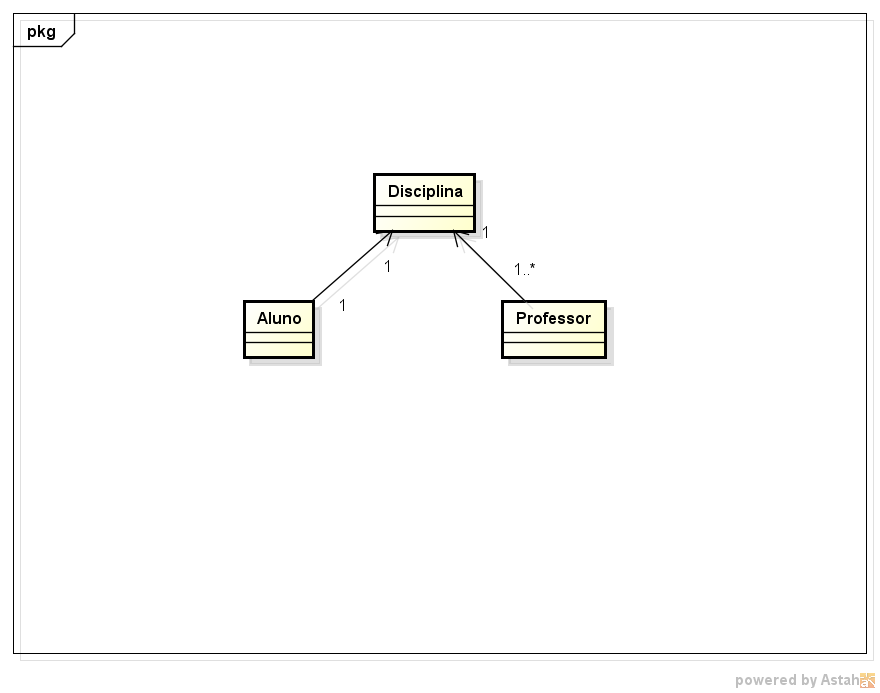 pkg
Disciplina
1
1
1..*
1
Aluno
Professor
powered by Astah